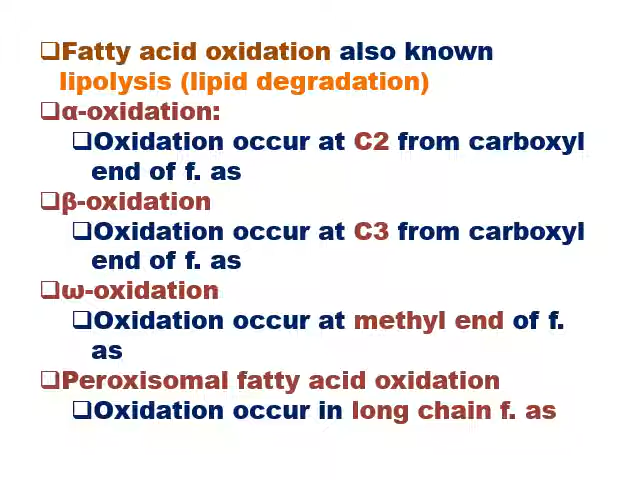 ❑Fatty acid oxidation also known
lipolysis (lipid degradation)
❑α-oxidation:
❑Oxidation occur at C2 from carboxyl
end of f. as
❑β-oxidation
❑Oxidation occur at C3 from carboxyl
end of f. as
❑ω-oxidation
❑Oxidation occur at methyl end of f.
as
❑Peroxisomal fatty acid oxidation
❑Oxidation occur in long chain f. as